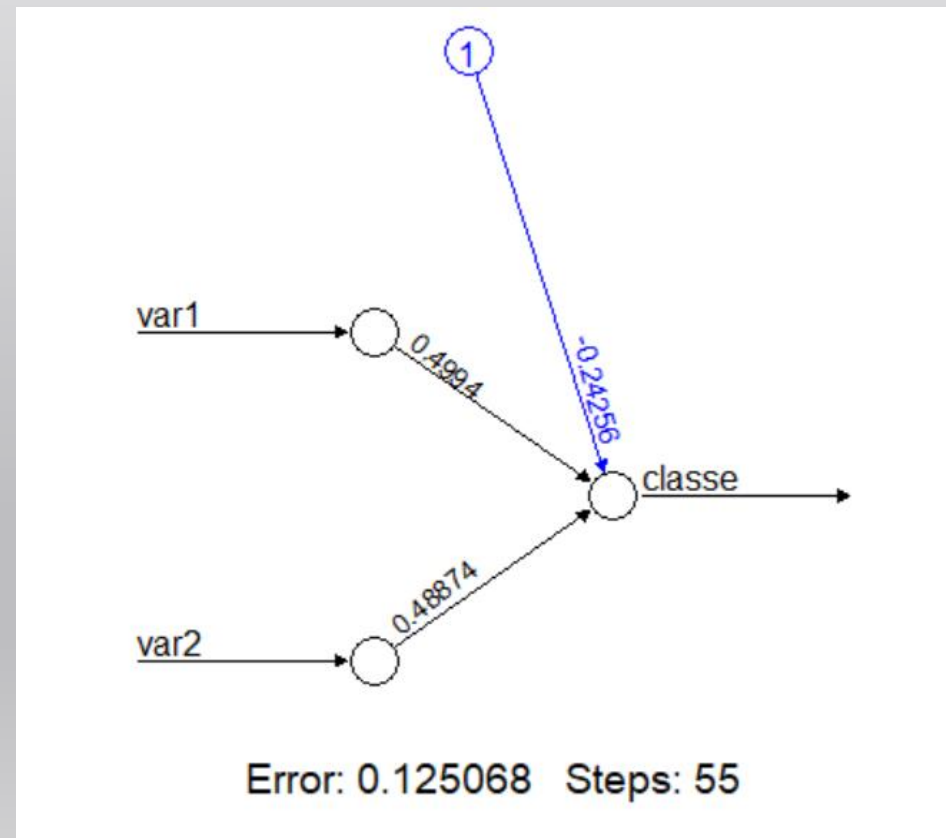 1
-0.24256
var1
0.4994
classe
0.48874
var2
Error: 0.125068 Steps: 55